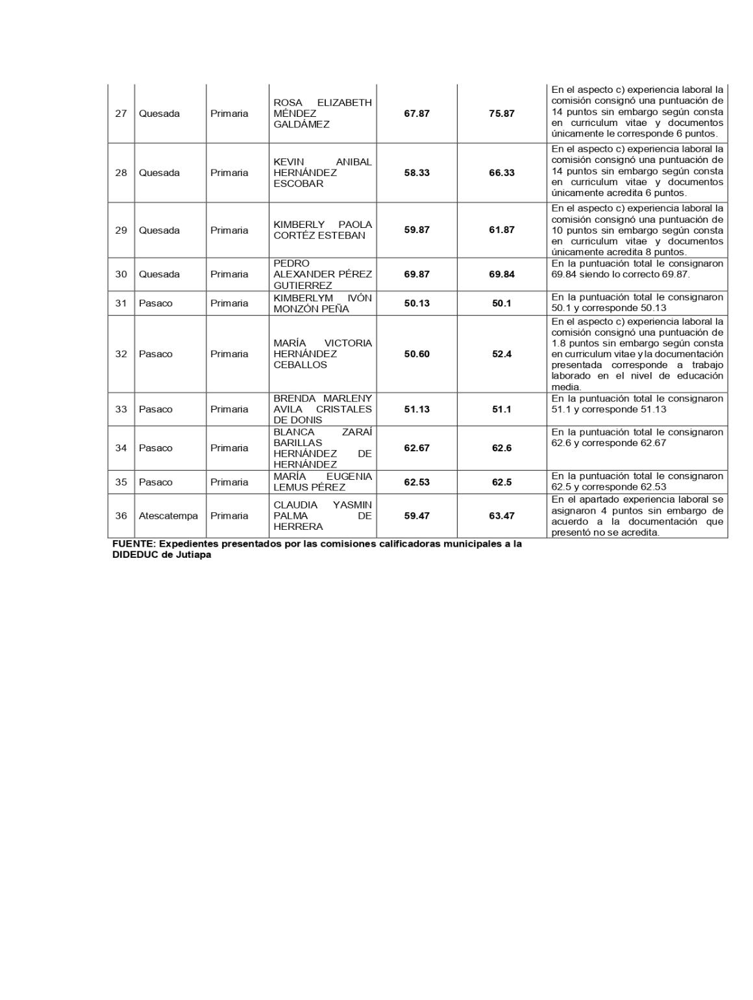 27 Quesada Primaria ROSA ELIZABETH MÉNDEZ GALDÁMEZ 67.87 75.87 En el aspecto c) experiencia laboral la comisión consignó una puntuación de 14 puntos sin embargo según consta en curriculum vitae y documentos únicamente le corresponde 6 puntos.
28 Quesada Primaria KEVIN ANIBAL HERNÁNDEZ ESCOBAR 58.33 66.33 En el aspecto c) experiencia laboral la comisión consignó una puntuación de 14 puntos sin embargo según consta en curriculum vitae y documentos únicamente acredita 6 puntos.
29 Quesada Primaria KIMBERLY PAOLA CORTÉZ ESTEBAN 59.87 61.87 En el aspecto c) experiencia laboral la comisión consignó una puntuación de 10 puntos sin embargo según consta en curriculum vitae y documentos únicamente acredita 8 puntos.
30 Quesada Primaria PEDRO ALEXANDER PÉREZ GUTIERREZ 69.87 69.84 En la puntuación total le consignaron 69.84 siendo lo correcto 69.87.
31 Pasaco Primaria KIMBERLYM IVÓN MONZÓN PEÑA 50.13 50.1 En la puntuación total le consignaron 50.1 y corresponde 50.13
32 Pasaco Primaria MARÍA VICTORIA HERNÁNDEZ CEBALLOS 50.60 52.4 En el aspecto c) experiencia laboral la comisión consignó una puntuación de 1.8 puntos sin embargo según consta en curriculum vitae y la documentación presentada corresponde a trabajo laborado en el nivel de educación media.
33 Pasaco Primaria BRENDA MARLENY AVILA CRISTALES DE DONIS 51.13 51.1 En la puntuación total le consignaron 51.1 y corresponde 51.13
34 Pasaco Primaria BLANCA ZARAÍ BARILLAS HERNÁNDEZ DE HERNÁNDEZ 62.67 62.6 En la puntuación total le consignaron 62.6 y corresponde 62.67
35 Pasaco Primaria MARÍA EUGENIA LEMUS PÉREZ 62.53 62.5 En la puntuación total le consignaron 62.5 y corresponde 62.53
36 Atescatempa Primaria CLAUDIA YASMIN PALMA DE HERRERA 59.47 63.47 En el apartado experiencia laboral se asignaron 4 puntos sin embargo de acuerdo a la documentación que presentó no se acredita.
FUENTE: Expedientes presentados por las comisiones calificadoras municipales a la
DIDEDUC de Jutiapa